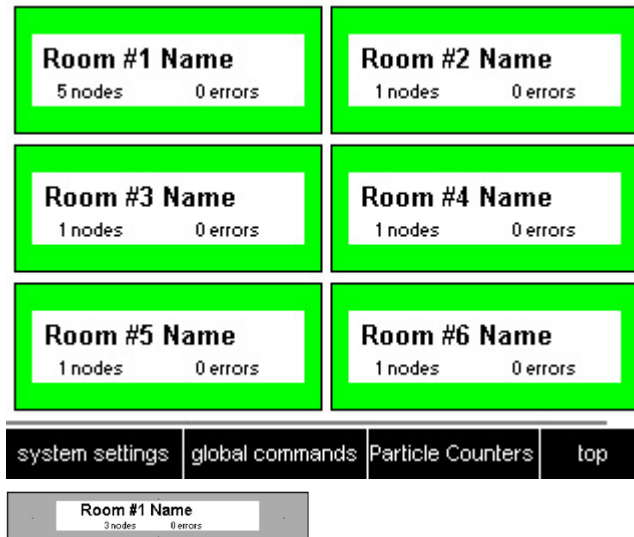 Room #1 Name
5 nodes 0 errors
Room #2 Name
1 nodes 0 errors
Room #3 Name
1 nodes 0 errors
Room #4 Name
1 nodes 0 errors
Room #5 Name
1 nodes 0 errors
Room #6 Name
1 nodes 0 errors
system settings global commands Particle Counters top
Room #1 Name
3 nodes 0 errors